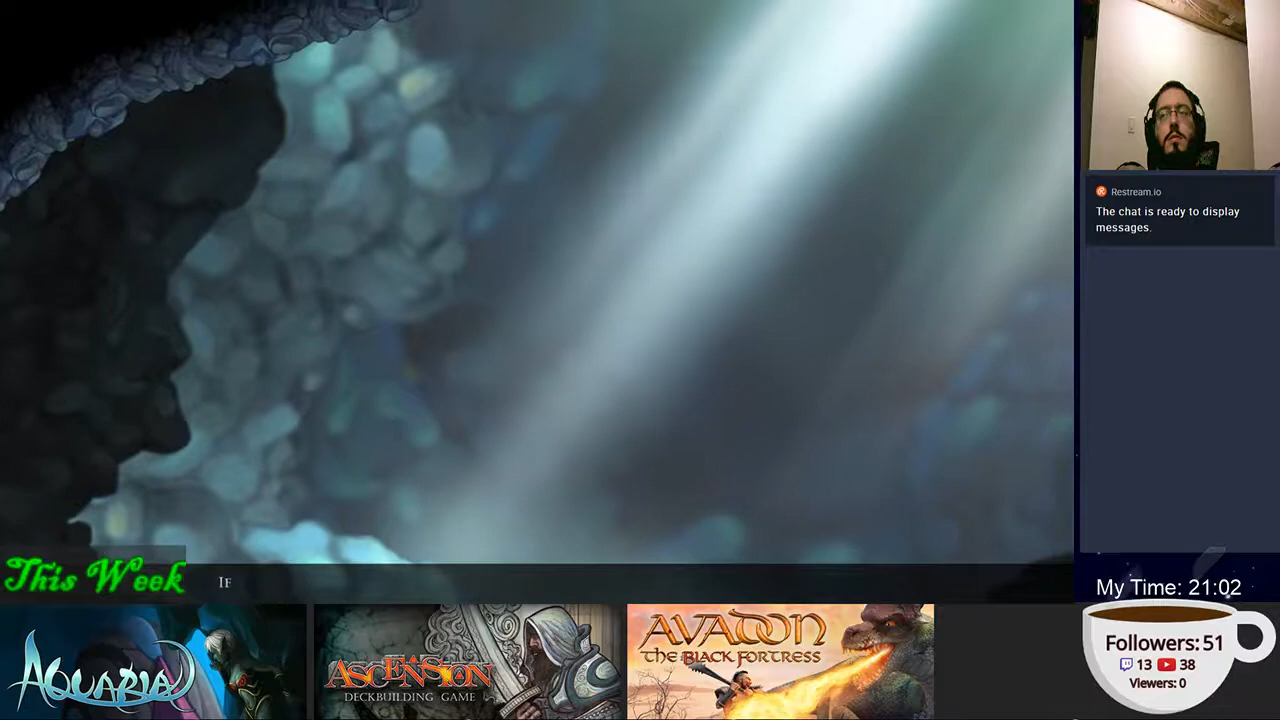 Restream.io
The chat is ready to display
messages.
This Week
IF
My Time: 21:02
AQUARIA
ASCENSION
DECKBUILDING GAME
AVADON
THE BLACK FORTRESS
Followers: 51
13 38
Viewers: 0